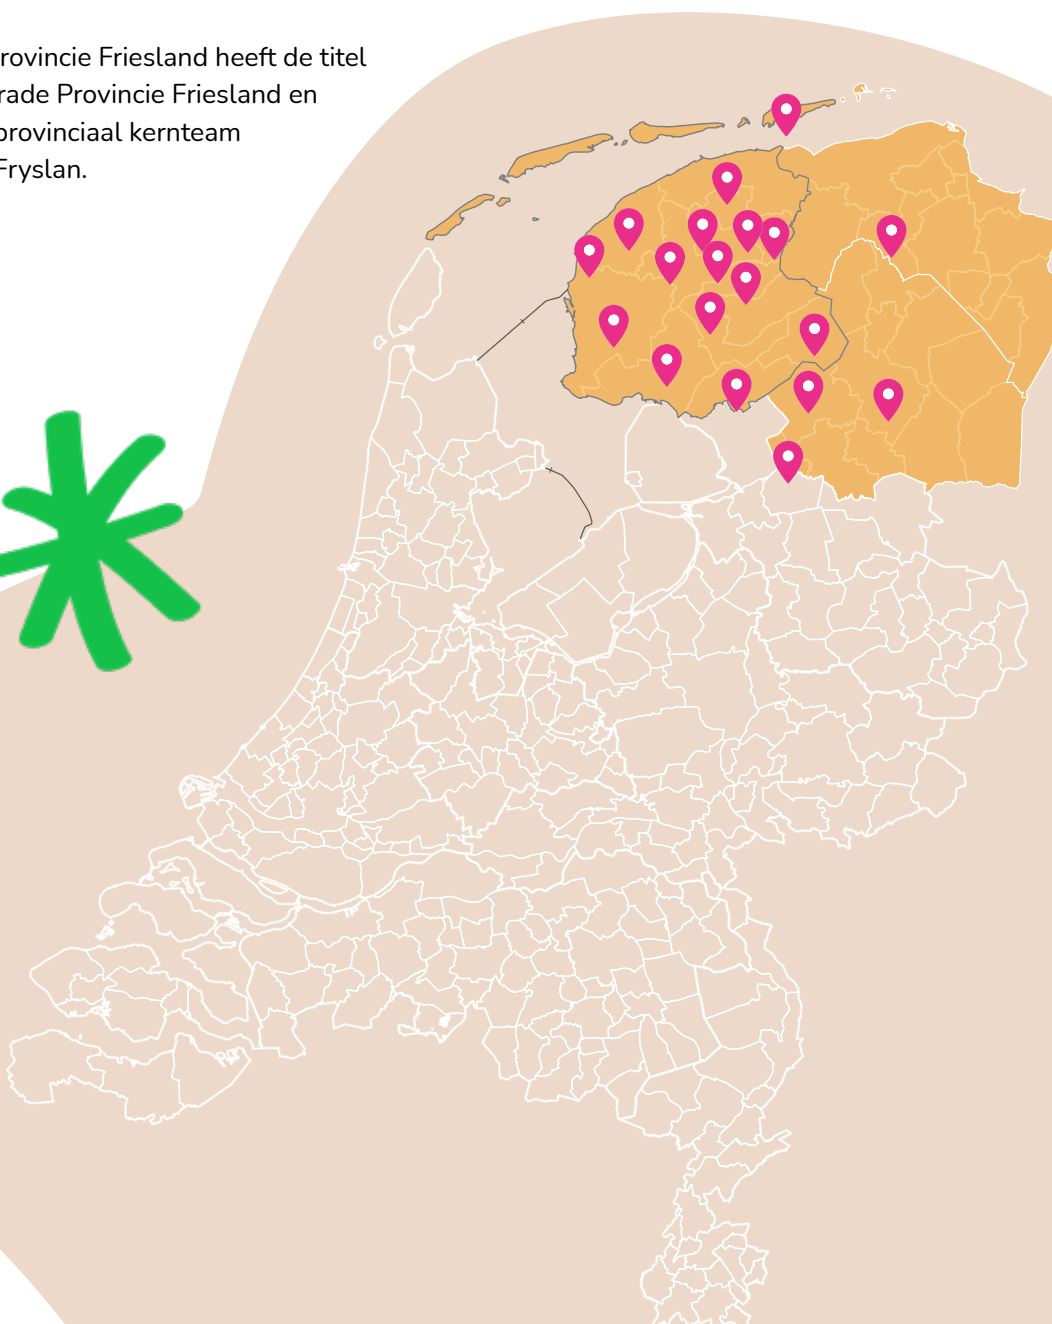 rovincie Friesland heeft de titel
rade Provincie Friesland en
provinciaal kernteam
Fryslan.